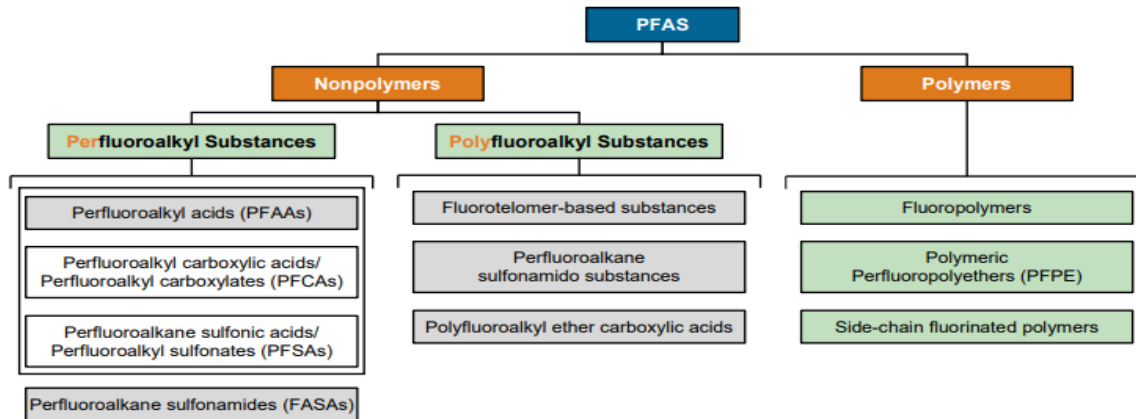 PFAS
Nonpolymers
Polymers
Perfluoroalkyl Substances
Polyfluoroalkyl Substances
Perfluoroalkyl acids (PFAAs)
Perfluoroalkyl carboxylic acids/
Perfluoroalkyl carboxylates (PFCAs)
Perfluoroalkane sulfonic acids/
Perfluoroalkyl sulfonates (PFSAs)
Perfluoroalkane sulfonamides (FASAs)
Fluorotelomer-based substances
Perfluoroalkane
sulfonamido substances
Polyfluoroalkyl ether carboxylic acids
Fluoropolymers
Polymeric
Perfluoropolyethers (PFPE)
Side-chain fluorinated polymers